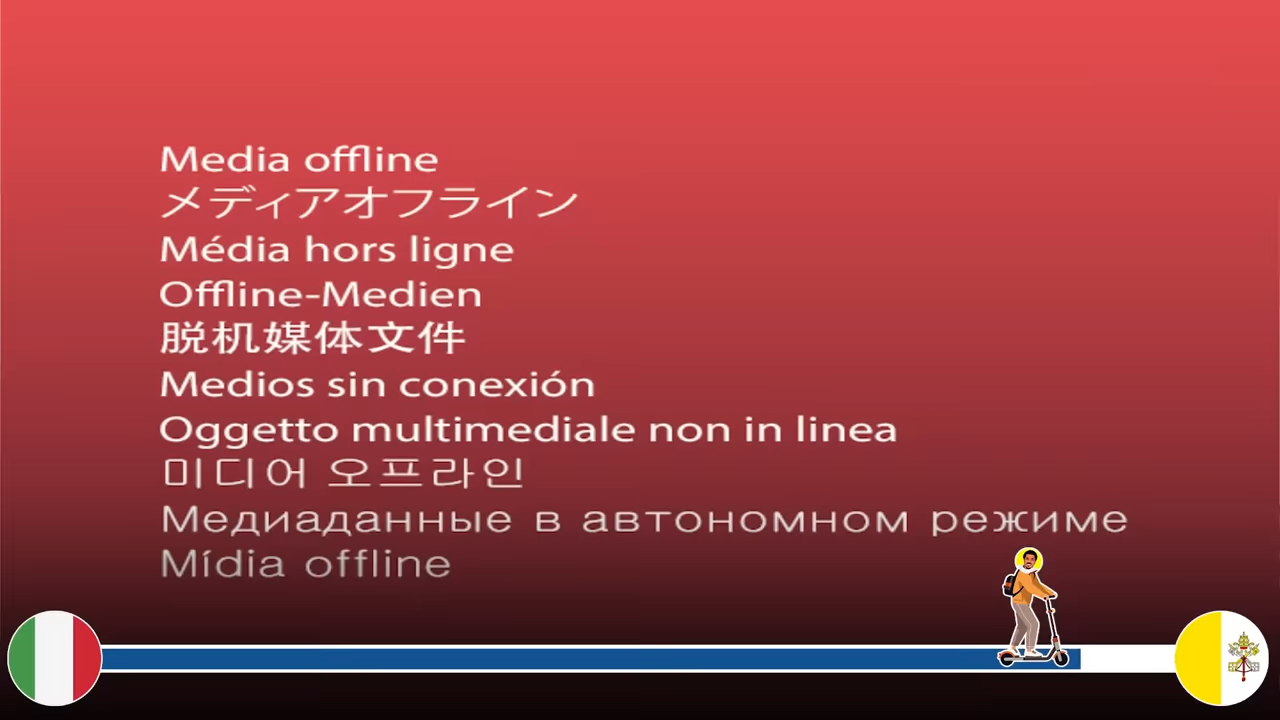 Media offline
メディアオフライン
Média hors ligne
Offline-Medien
脱机媒体文件
Medios sin conexión
Oggetto multimediale non in linea
미디어 오프라인
Медиаданные в автономном режиме
Mídia offline